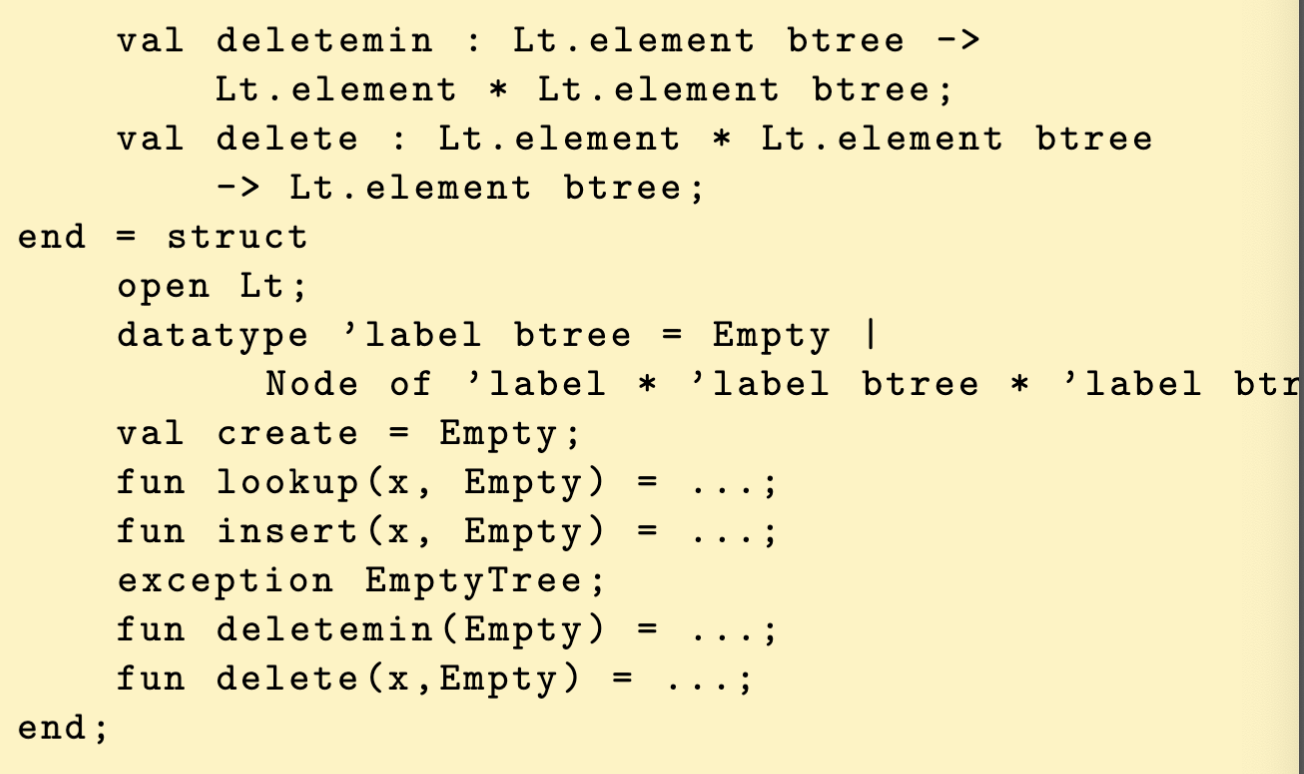 val deletemin : Lt.element btree ->
Lt.element * Lt.element btree;
val delete : Lt.element * Lt.element btree
-> Lt.element btree;
end = struct
open Lt;
datatype ’label btree = Empty |
Node of ’label * ’label btree * ’label btr
val create = Empty;
fun lookup(x, Empty) = ...;
fun insert(x, Empty) = ...;
exception EmptyTree;
fun deletemin(Empty) = ...;
fun delete(x,Empty) = ...;
end;